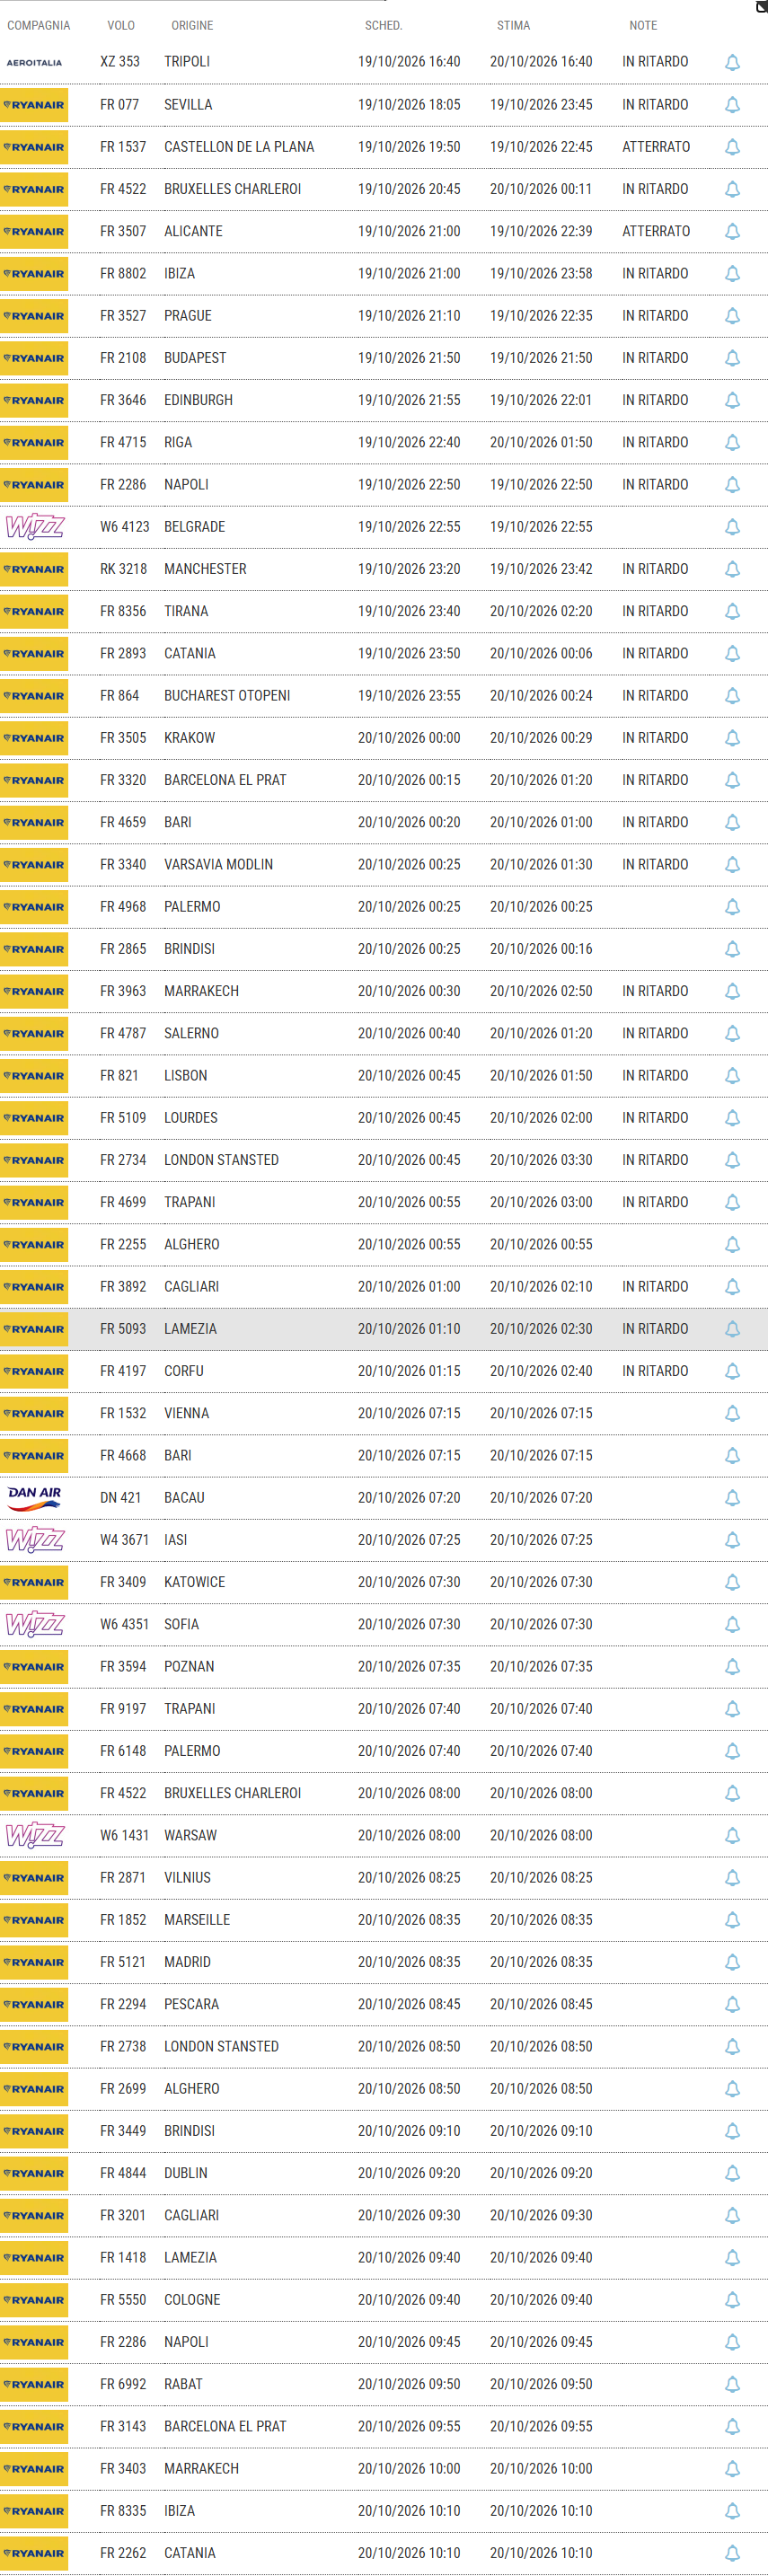 COMPAGNIA VOLO ORIGINE SCHED. STIMA NOTE
AEROITALIA XZ 353 TRIPOLI 19/10/2026 16:40 20/10/2026 16:40 IN RITARDO
RYANAIR FR 077 SEVILLA 19/10/2026 18:05 19/10/2026 23:45 IN RITARDO
RYANAIR FR 1537 CASTELLON DE LA PLANA 19/10/2026 19:50 19/10/2026 22:45 ATTERRATO
RYANAIR FR 4522 BRUXELLES CHARLEROI 19/10/2026 20:45 20/10/2026 00:11 IN RITARDO
RYANAIR FR 3507 ALICANTE 19/10/2026 21:00 19/10/2026 22:39 ATTERRATO
RYANAIR FR 8802 IBIZA 19/10/2026 21:00 19/10/2026 23:58 IN RITARDO
RYANAIR FR 3527 PRAGUE 19/10/2026 21:10 19/10/2026 22:35 IN RITARDO
RYANAIR FR 2108 BUDAPEST 19/10/2026 21:50 19/10/2026 21:50 IN RITARDO
RYANAIR FR 3646 EDINBURGH 19/10/2026 21:55 19/10/2026 22:01 IN RITARDO
RYANAIR FR 4715 RIGA 19/10/2026 22:40 20/10/2026 01:50 IN RITARDO
RYANAIR FR 2286 NAPOLI 19/10/2026 22:50 19/10/2026 22:50 IN RITARDO
WIZZ W6 4123 BELGRADE 19/10/2026 22:55 19/10/2026 22:55
RYANAIR RK 3218 MANCHESTER 19/10/2026 23:20 19/10/2026 23:42 IN RITARDO
RYANAIR FR 8356 TIRANA 19/10/2026 23:40 20/10/2026 02:20 IN RITARDO
RYANAIR FR 2893 CATANIA 19/10/2026 23:50 20/10/2026 00:06 IN RITARDO
RYANAIR FR 864 BUCHAREST OTOPENI 19/10/2026 23:55 20/10/2026 00:24 IN RITARDO
RYANAIR FR 3505 KRAKOW 20/10/2026 00:00 20/10/2026 00:29 IN RITARDO
RYANAIR FR 3320 BARCELONA EL PRAT 20/10/2026 00:15 20/10/2026 01:20 IN RITARDO
RYANAIR FR 4659 BARI 20/10/2026 00:20 20/10/2026 01:00 IN RITARDO
RYANAIR FR 3340 VARSAVIA MODLIN 20/10/2026 00:25 20/10/2026 01:30 IN RITARDO
RYANAIR FR 4968 PALERMO 20/10/2026 00:25 20/10/2026 00:25
RYANAIR FR 2865 BRINDISI 20/10/2026 00:25 20/10/2026 00:16
RYANAIR FR 3963 MARRAKECH 20/10/2026 00:30 20/10/2026 02:50 IN RITARDO
RYANAIR FR 4787 SALERNO 20/10/2026 00:40 20/10/2026 01:20 IN RITARDO
RYANAIR FR 821 LISBON 20/10/2026 00:45 20/10/2026 01:50 IN RITARDO
RYANAIR FR 5109 LOURDES 20/10/2026 00:45 20/10/2026 02:00 IN RITARDO
RYANAIR FR 2734 LONDON STANSTED 20/10/2026 00:45 20/10/2026 03:30 IN RITARDO
RYANAIR FR 4699 TRAPANI 20/10/2026 00:55 20/10/2026 03:00 IN RITARDO
RYANAIR FR 2255 ALGHERO 20/10/2026 00:55 20/10/2026 00:55
RYANAIR FR 3892 CAGLIARI 20/10/2026 01:00 20/10/2026 02:10 IN RITARDO
RYANAIR FR 5093 LAMEZIA 20/10/2026 01:10 20/10/2026 02:30 IN RITARDO
RYANAIR FR 4197 CORFU 20/10/2026 01:15 20/10/2026 02:40 IN RITARDO
RYANAIR FR 1532 VIENNA 20/10/2026 07:15 20/10/2026 07:15
RYANAIR FR 4668 BARI 20/10/2026 07:15 20/10/2026 07:15
DAN AIR DN 421 BACAU 20/10/2026 07:20 20/10/2026 07:20
WIZZ W4 3671 IASI 20/10/2026 07:25 20/10/2026 07:25
RYANAIR FR 3409 KATOWICE 20/10/2026 07:30 20/10/2026 07:30
WIZZ W6 4351 SOFIA 20/10/2026 07:30 20/10/2026 07:30
RYANAIR FR 3594 POZNAN 20/10/2026 07:35 20/10/2026 07:35
RYANAIR FR 9197 TRAPANI 20/10/2026 07:40 20/10/2026 07:40
RYANAIR FR 6148 PALERMO 20/10/2026 07:40 20/10/2026 07:40
RYANAIR FR 4522 BRUXELLES CHARLEROI 20/10/2026 08:00 20/10/2026 08:00
WIZZ W6 1431 WARSAW 20/10/2026 08:00 20/10/2026 08:00
RYANAIR FR 2871 VILNIUS 20/10/2026 08:25 20/10/2026 08:25
RYANAIR FR 1852 MARSEILLE 20/10/2026 08:35 20/10/2026 08:35
RYANAIR FR 5121 MADRID 20/10/2026 08:35 20/10/2026 08:35
RYANAIR FR 2294 PESCARA 20/10/2026 08:45 20/10/2026 08:45
RYANAIR FR 2738 LONDON STANSTED 20/10/2026 08:50 20/10/2026 08:50
RYANAIR FR 2699 ALGHERO 20/10/2026 08:50 20/10/2026 08:50
RYANAIR FR 3449 BRINDISI 20/10/2026 09:10 20/10/2026 09:10
RYANAIR FR 4844 DUBLIN 20/10/2026 09:20 20/10/2026 09:20
RYANAIR FR 3201 CAGLIARI 20/10/2026 09:30 20/10/2026 09:30
RYANAIR FR 1418 LAMEZIA 20/10/2026 09:40 20/10/2026 09:40
RYANAIR FR 5550 COLOGNE 20/10/2026 09:40 20/10/2026 09:40
RYANAIR FR 2286 NAPOLI 20/10/2026 09:45 20/10/2026 09:45
RYANAIR FR 6992 RABAT 20/10/2026 09:50 20/10/2026 09:50
RYANAIR FR 3143 BARCELONA EL PRAT 20/10/2026 09:55 20/10/2026 09:55
RYANAIR FR 3403 MARRAKECH 20/10/2026 10:00 20/10/2026 10:00
RYANAIR FR 8335 IBIZA 20/10/2026 10:10 20/10/2026 10:10
RYANAIR FR 2262 CATANIA 20/10/2026 10:10 20/10/2026 10:10